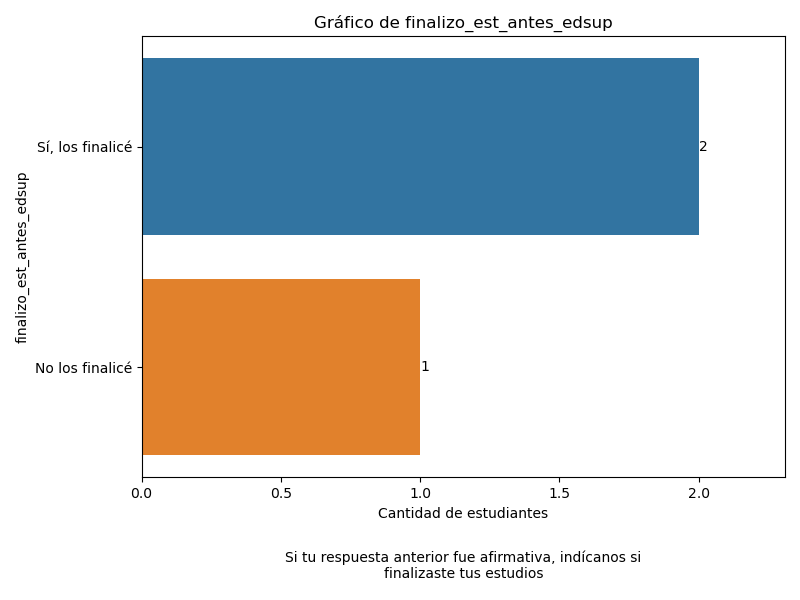 Gráfico de finalizo_est_antes_edsup
finalizo_est_antes_edsup
Sí, los finalicé
2
No los finalicé
1
0.0 0.5 1.0 1.5 2.0
Cantidad de estudiantes
Si tu respuesta anterior fue afirmativa, indícanos si
finalizaste tus estudios